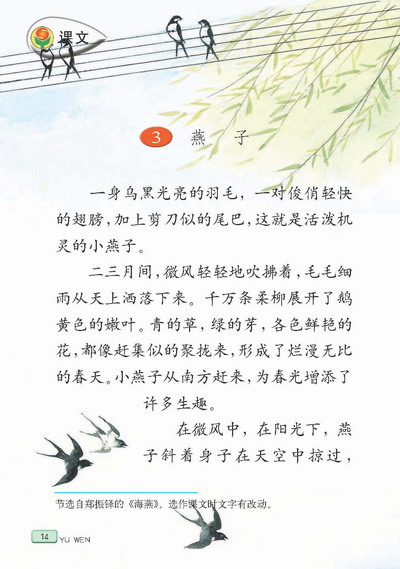 课文
3 燕子
一身乌黑光亮的羽毛，一对俊俏轻快
的翅膀，加上剪刀似的尾巴，这就是活泼机
灵的小燕子。
二三月间，微风轻轻地吹拂着，毛毛细
雨从天上洒落下来。千万条柔柳展开了鹅
黄色的嫩叶。青的草，绿的芽，各色鲜艳的
花，都像赶集似的聚拢来，形成了烂漫无比
的春天。小燕子从南方赶来，为春光增添了
许多生趣。
在微风中，在阳光下，燕
子斜着身子在天空中掠过，
节选自郑振铎的《海燕》。选作课文时文字有改动。
14 YU WEN